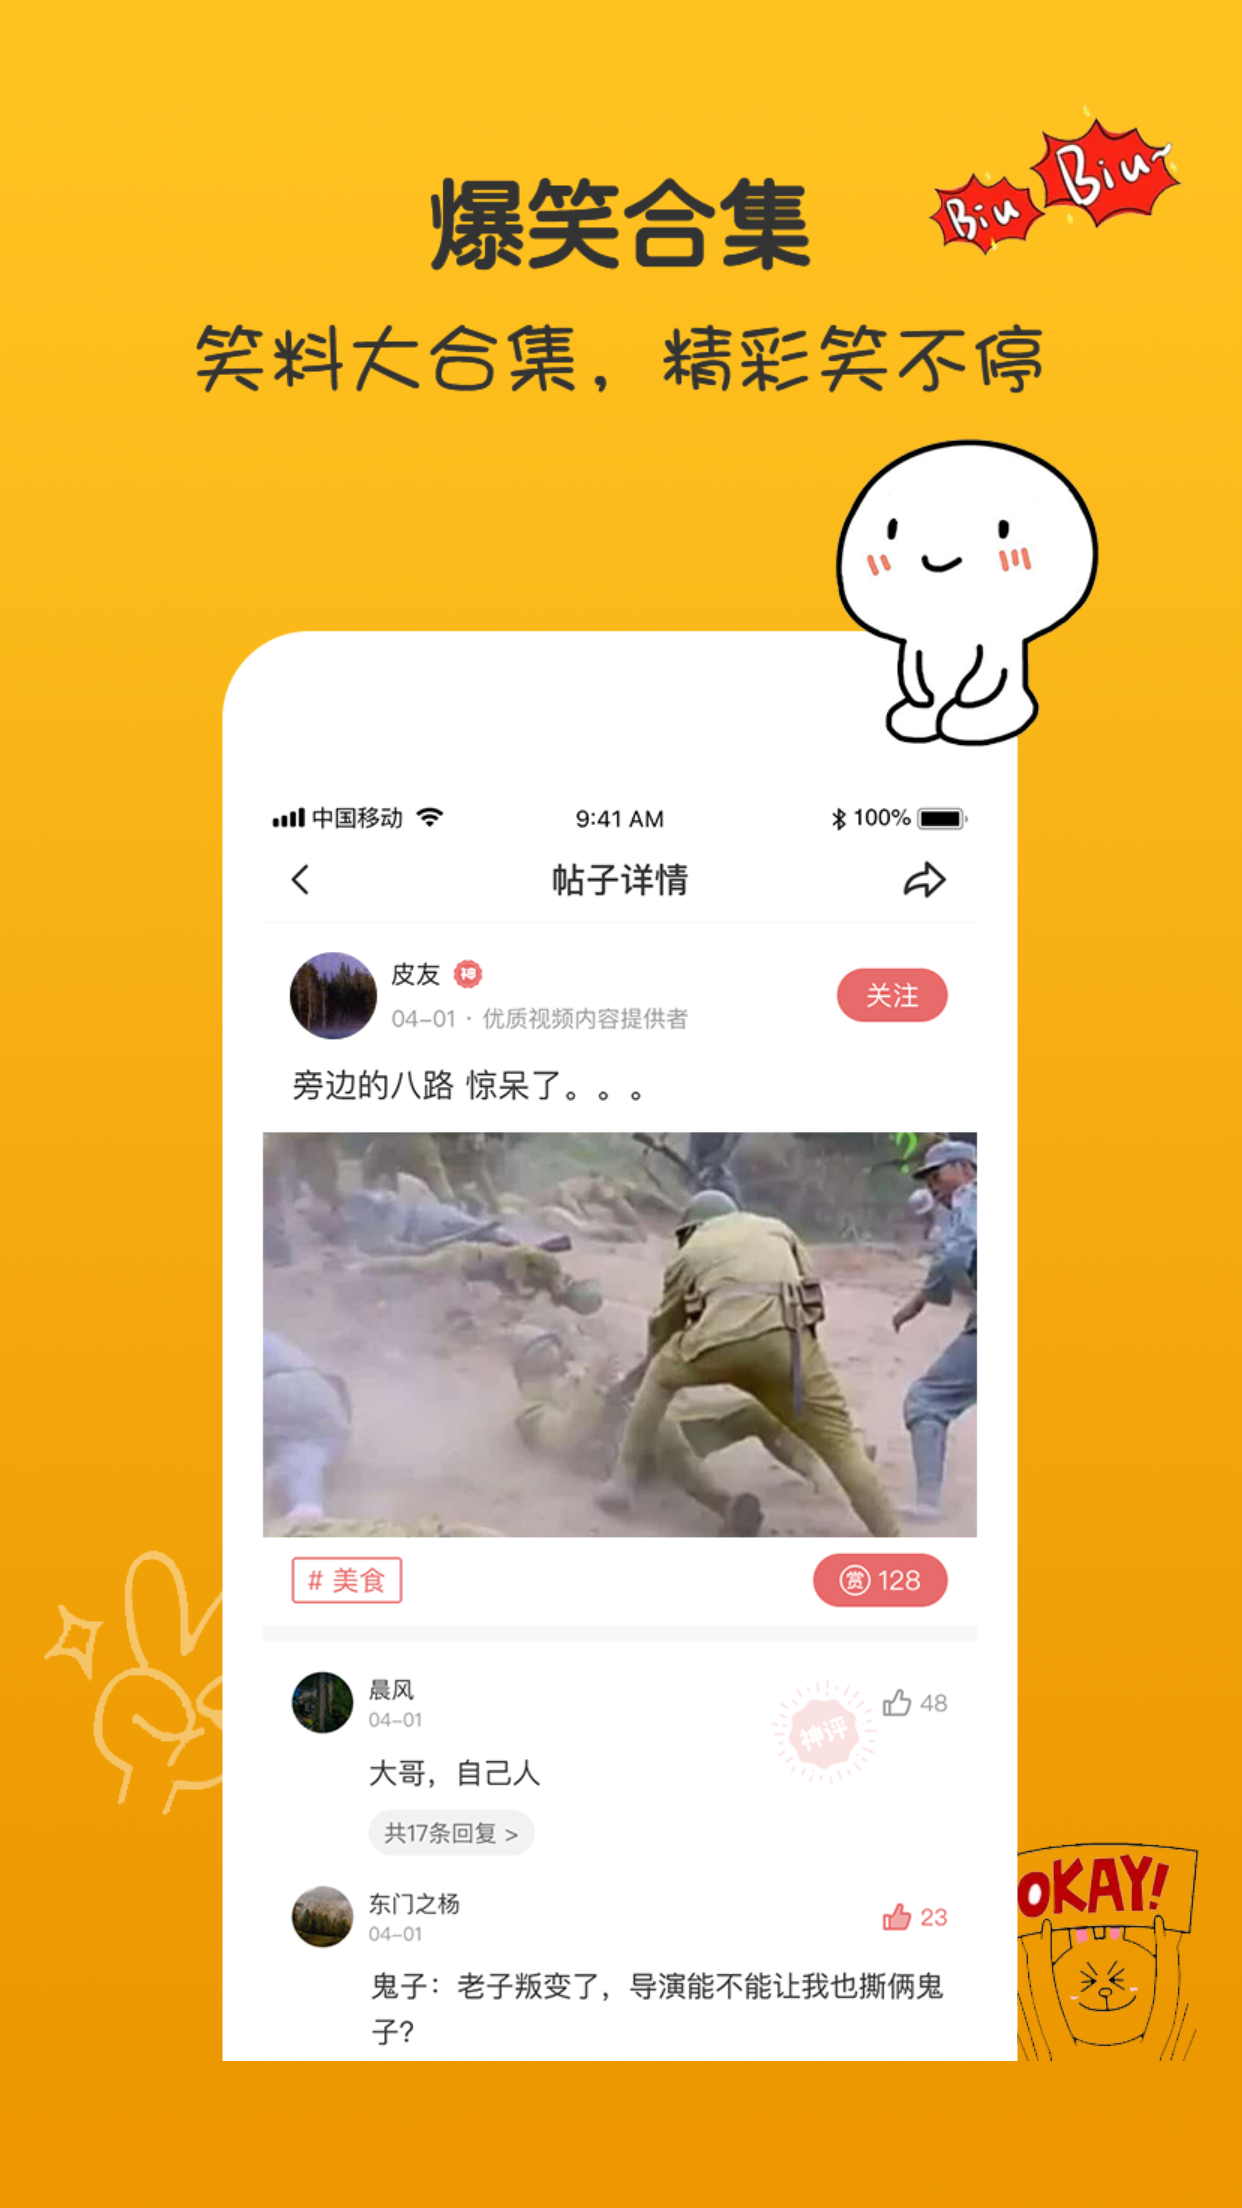 爆笑合集
Biu Biu~
笑料大合集，精彩笑不停
中国移动 9:41 AM 100%
帖子详情
皮友 神
04-01 · 优质视频内容提供者
关注
旁边的八路 惊呆了。。。
?
# 美食
赏 128
晨风
04-01
神评
48
大哥，自己人
共17条回复 >
东门之杨
04-01
23
鬼子：老子叛变了，导演能不能让我也撕俩鬼
子？
OKAY!